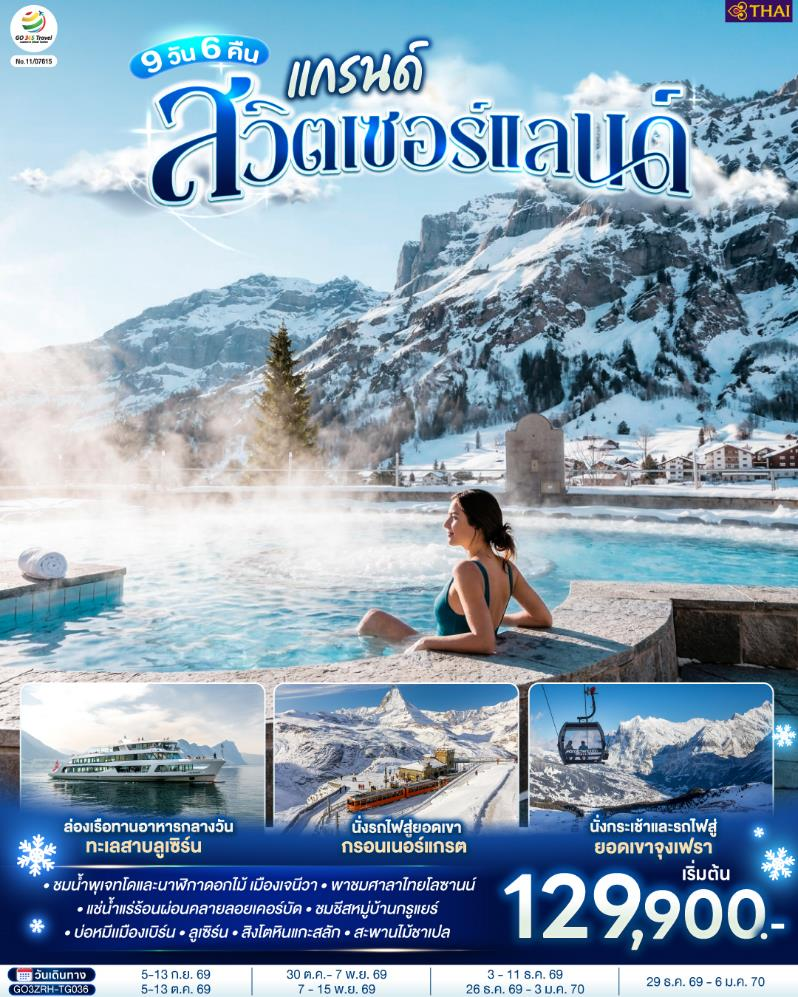 GO 365 Travel
No.11/07615
THAI
9 วัน 6 คืน
แกรนด์
สวิตเซอร์แลนด์
ล่องเรือทานอาหารกลางวัน
ทะเลสาบลูเซิร์น
นั่งรถไฟสู่ยอดเขา
กรอนเนอร์แกรต
นั่งกระเช้าและรถไฟสู่
ยอดเขาจุงเฟรา
• ชมน้ำพุเจทโดและนาฬิกาดอกไม้ เมืองเจนีวา • พาชมศาลาไทยโลซานน์
• แช่น้ำแร่ร้อนผ่อนคลายลอยเคอร์บัด • ชมชีสหมู่บ้านกรูแยร์
• บ่อหมีเมืองเบิร์น • ลูเซิร์น • สิงโตหินแกะสลัก • สะพานไม้ชาเปล
เริ่มต้น
129,900.-
วันเดินทาง
GO3ZRH-TG036
5-13 ก.ย. 69
5-13 ต.ค. 69
30 ต.ค.- 7 พ.ย. 69
7 - 15 พ.ย. 69
3 - 11 ธ.ค. 69
26 ธ.ค. 69 - 3 ม.ค. 70
29 ธ.ค. 69 - 6 ม.ค. 70